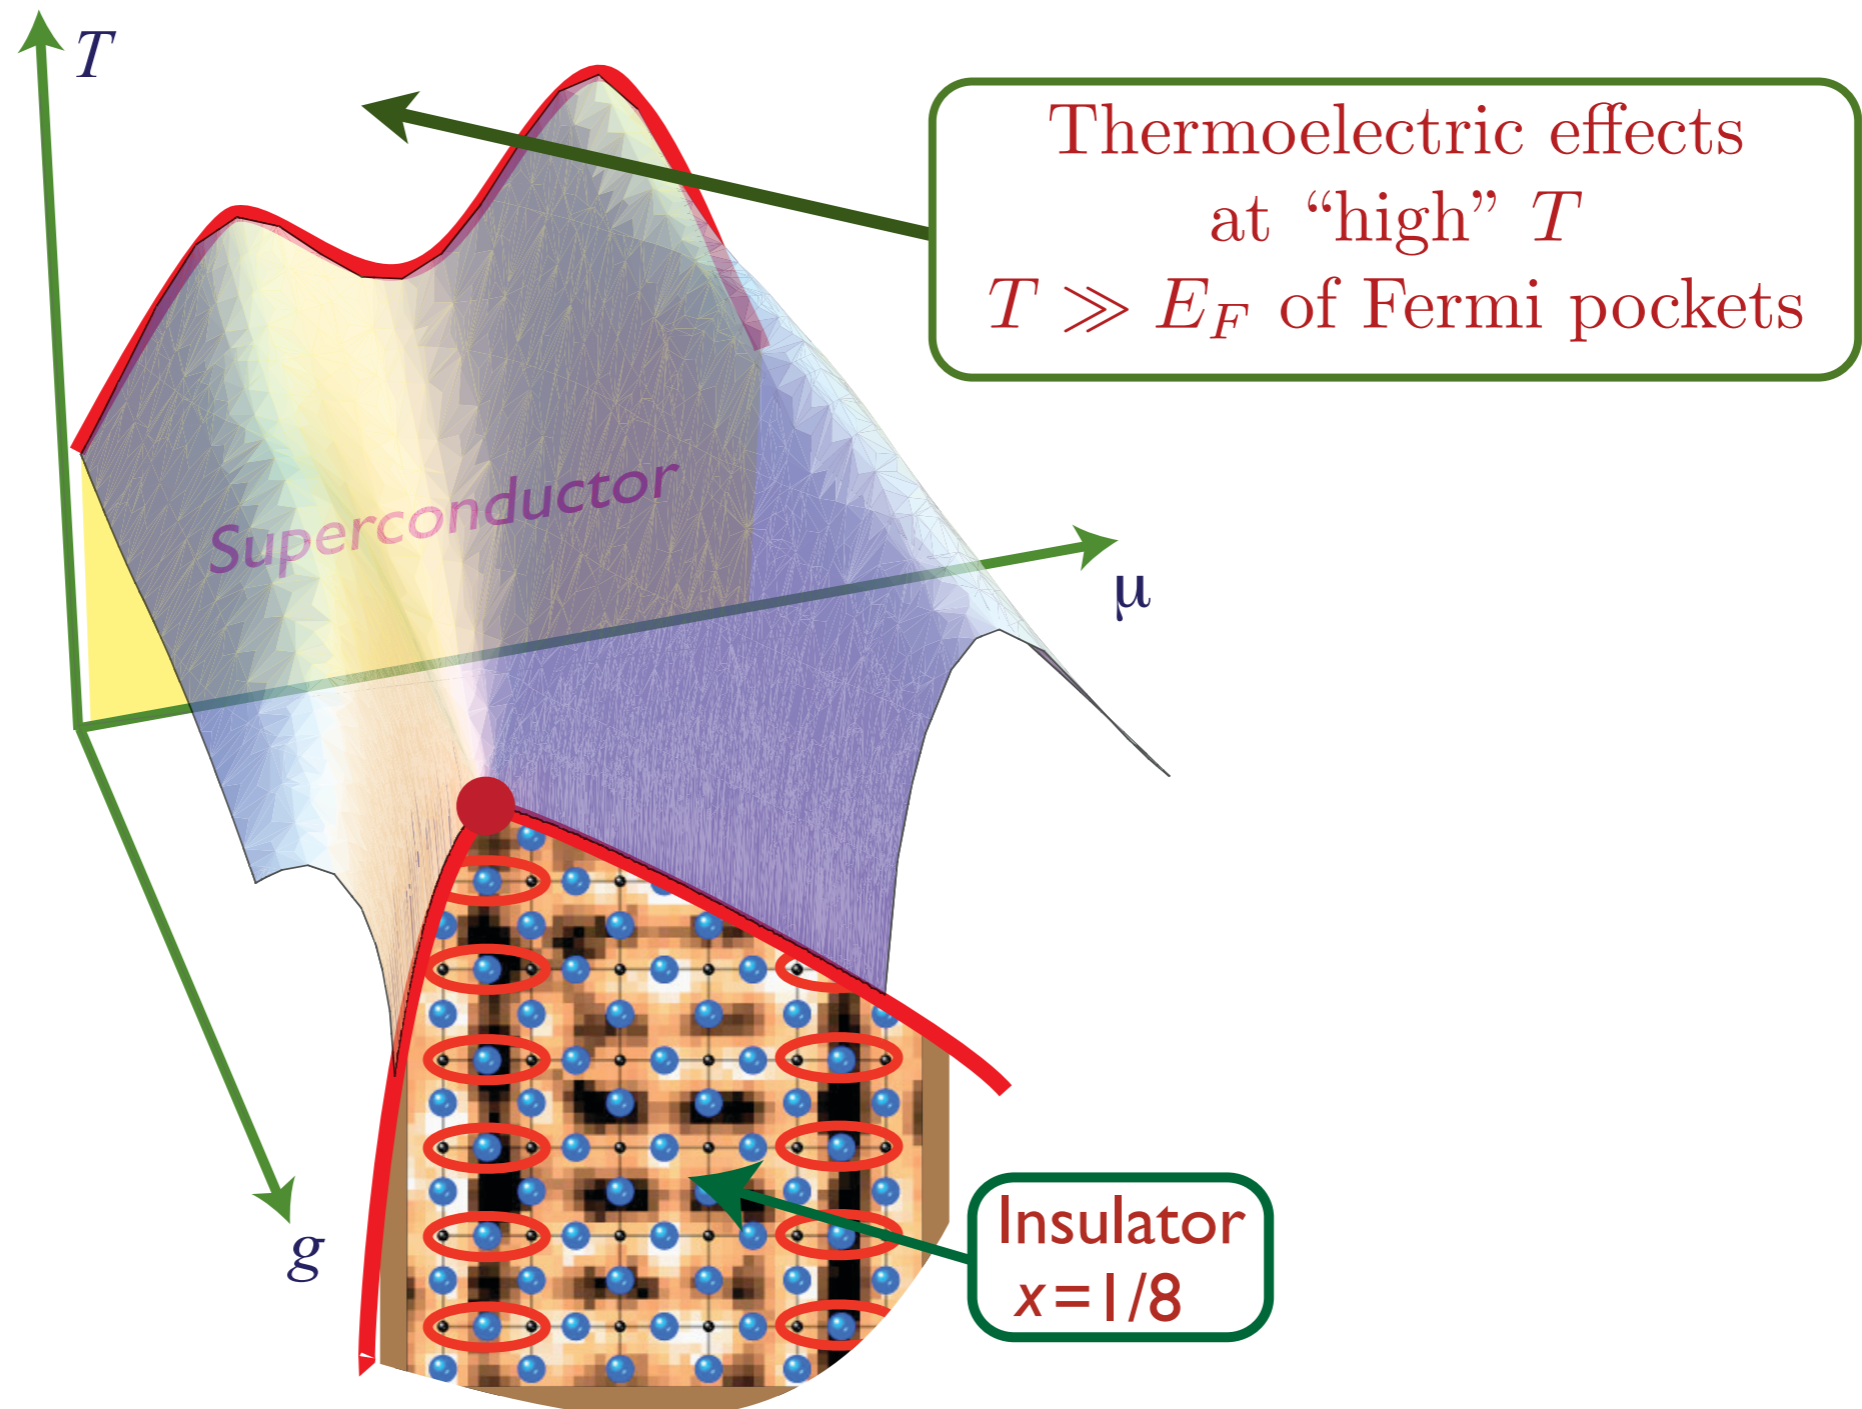 T
Thermoelectric effects
at “high” T
T ≫ E_F of Fermi pockets
Superconductor
μ
g
Insulator
x=1/8